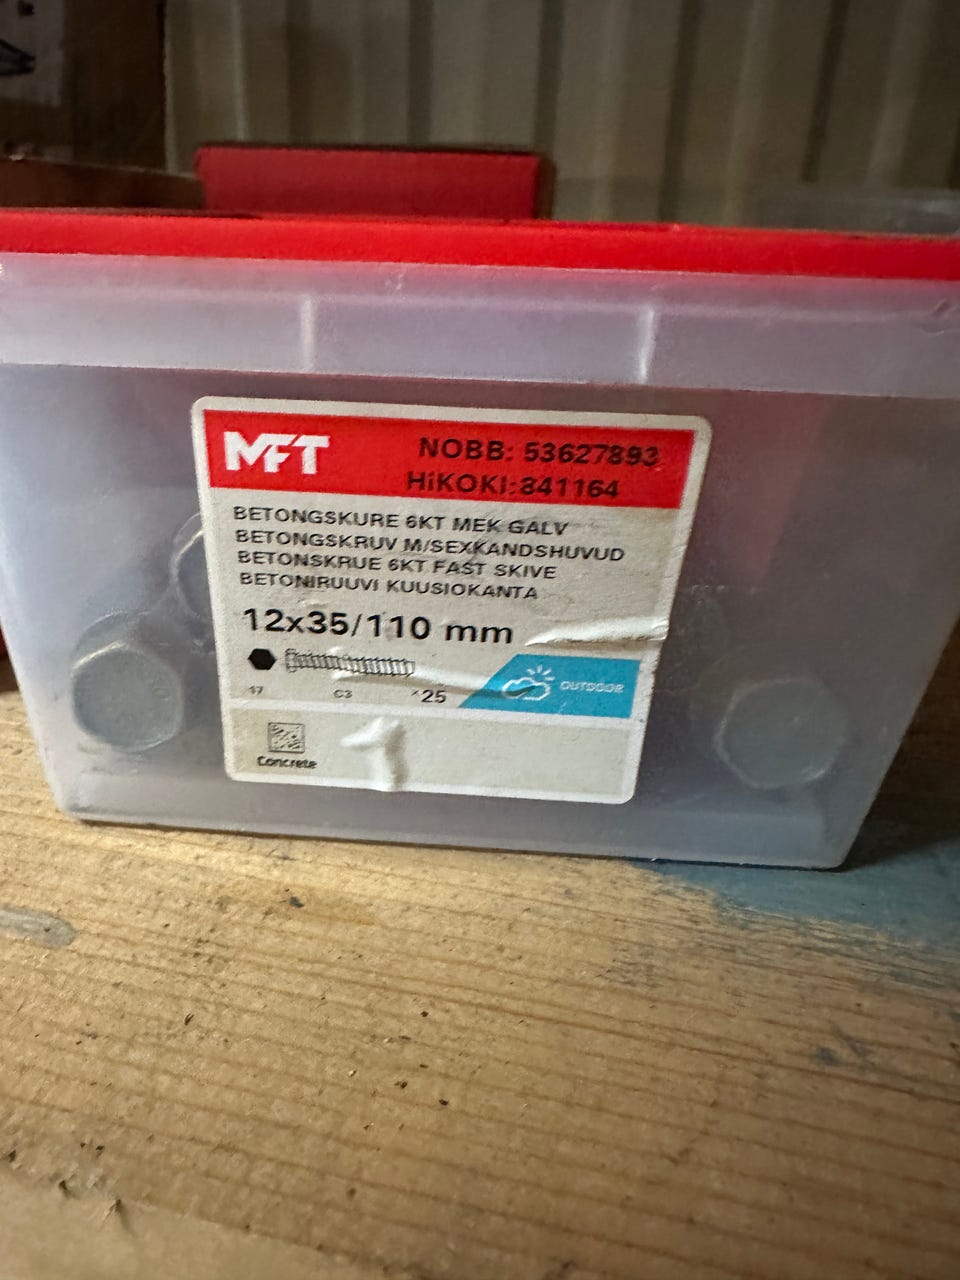 MFT
NOBB: 53627893
HiKOKI:841164
BETONGSKURE 6KT MEK GALV
BETONGSKRUV M/SEXKANDSHUVUD
BETONSKRUE 6KT FAST SKIVE
BETONIRUUVI KUUSIOKANTA
12x35/110 mm
17 C3 x25
OUTDOOR
Concrete